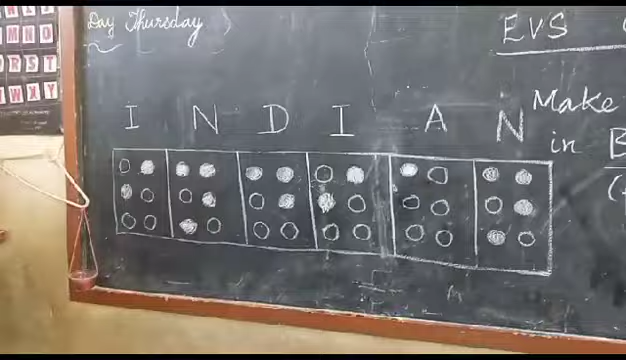 Day Thursday
EVS
I N D I A N
Make
in B
M N O
R S T
W X Y